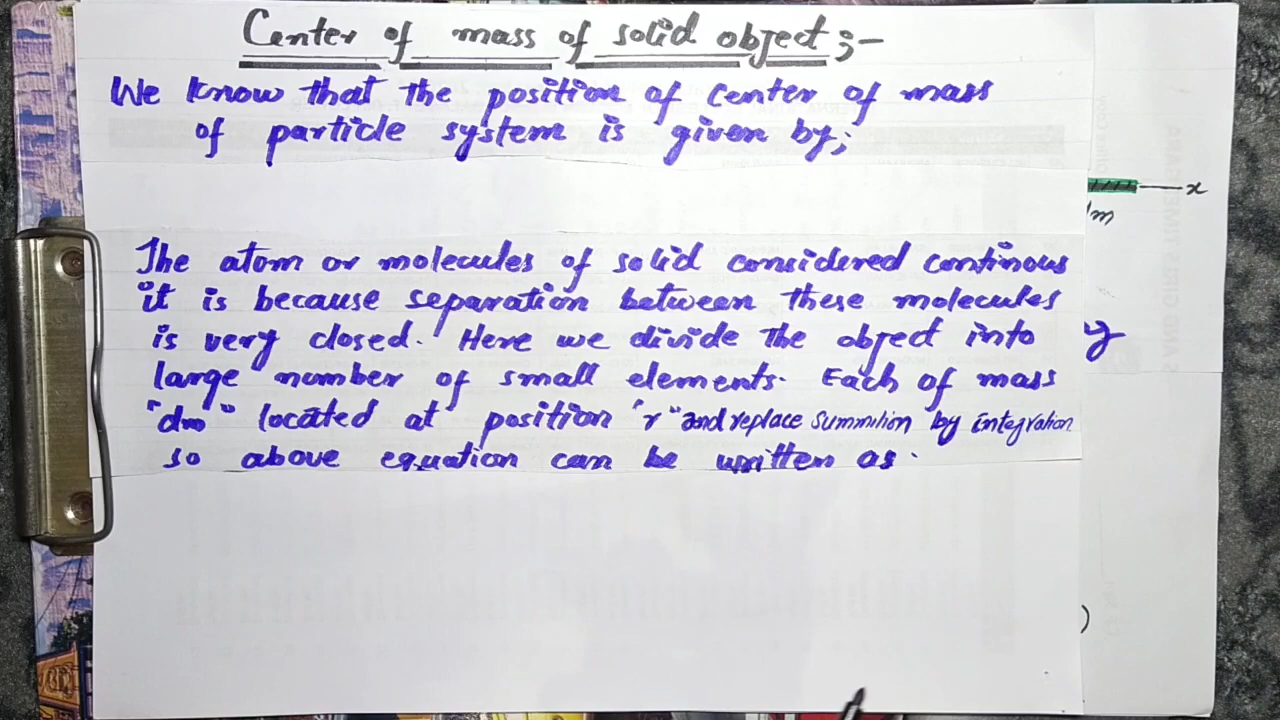 Center of mass of solid object;-
We know that the position of center of mass
of particle system is given by;
x
dm
The atom or molecules of solid considered continous
it is because separation between these molecules
is very closed. Here we divide the object into
y
large number of small elements. Each of mass
"dm" located at position "r" and replace summition by integration
so above equation can be written as.
)